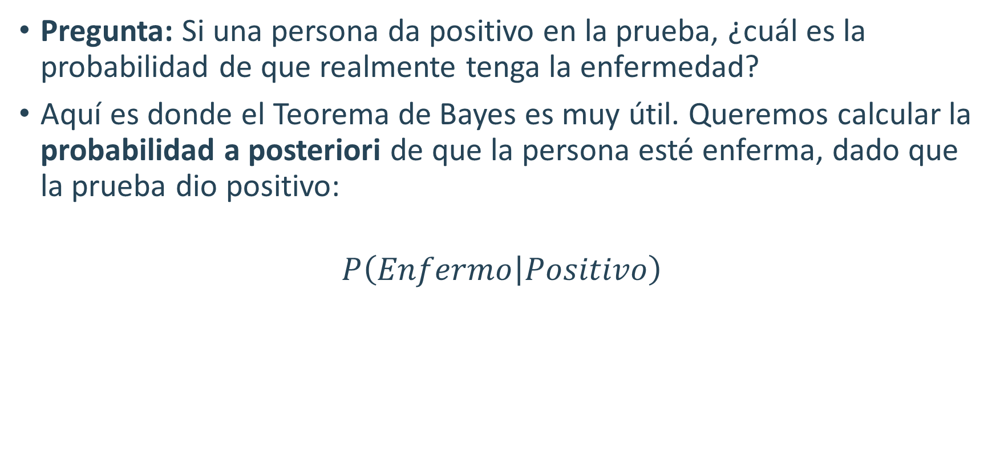 • Pregunta: Si una persona da positivo en la prueba, ¿cuál es la
probabilidad de que realmente tenga la enfermedad?
• Aquí es donde el Teorema de Bayes es muy útil. Queremos calcular la
probabilidad a posteriori de que la persona esté enferma, dado que
la prueba dio positivo:
P(Enfermo|Positivo)